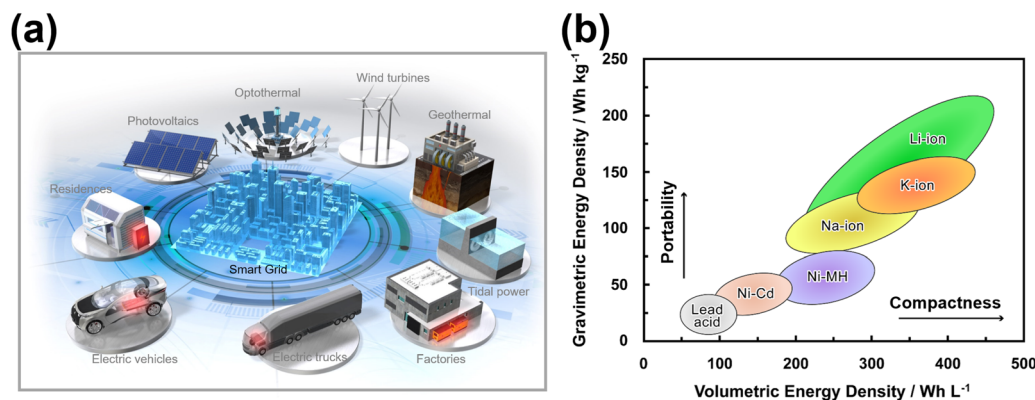 (a)
Wind turbines
Optothermal
Photovoltaics
Geothermal
Residences
Smart Grid
Tidal power
Electric vehicles
Electric trucks
Factories
(b)
Gravimetric Energy Density / Wh kg⁻¹
250
200
150
100
50
0
Portability
Li-ion
K-ion
Na-ion
Ni-MH
Ni-Cd
Lead
acid
Compactness
0
100
200
300
400
500
Volumetric Energy Density / Wh L⁻¹